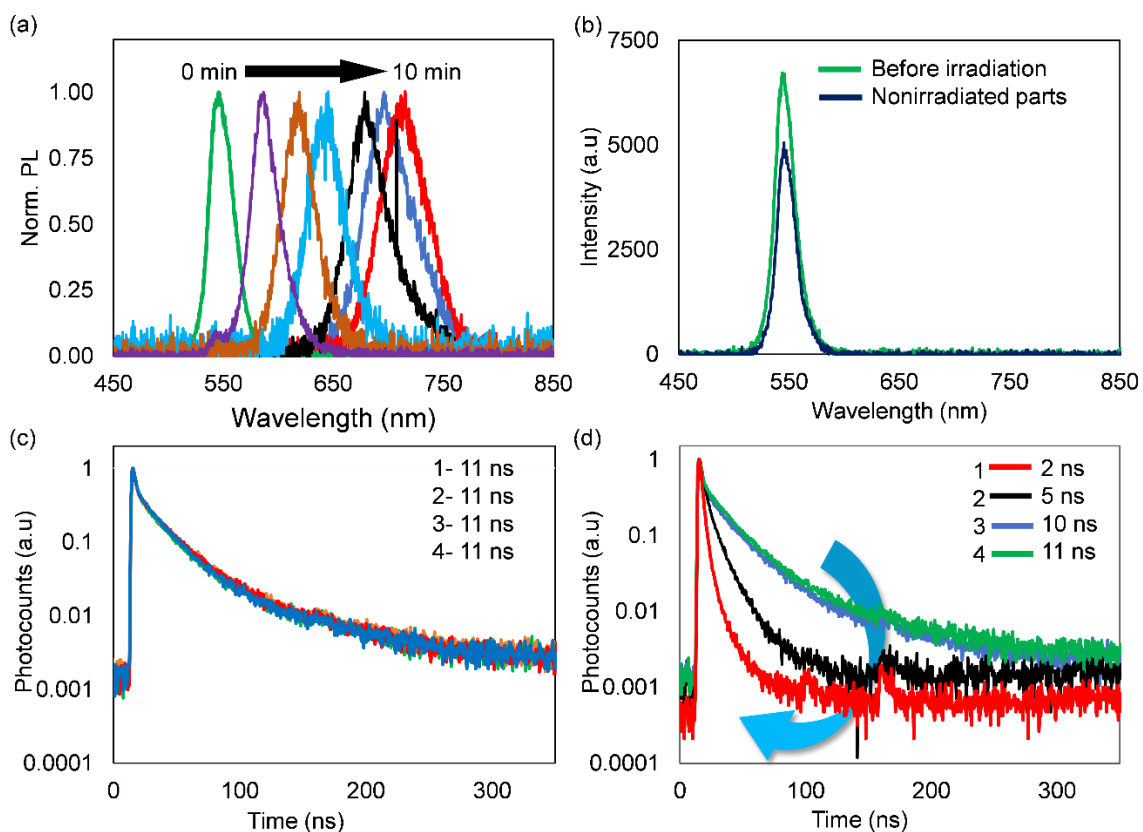 (a)
0 min
10 min
1.00
0.75
0.50
0.25
0.00
Norm. PL
450
550
650
750
850
Wavelength (nm)
(b)
7500
5000
2500
0
Intensity (a.u)
Before irradiation
Nonirradiated parts
450
550
650
750
850
Wavelength (nm)
(c)
1
0.1
0.01
0.001
0.0001
Photocounts (a.u)
1- 11 ns
2- 11 ns
3- 11 ns
4- 11 ns
0
100
200
300
Time (ns)
(d)
1
0.1
0.01
0.001
0.0001
Photocounts (a.u)
1 2 ns
2 5 ns
3 10 ns
4 11 ns
0
100
200
300
Time (ns)